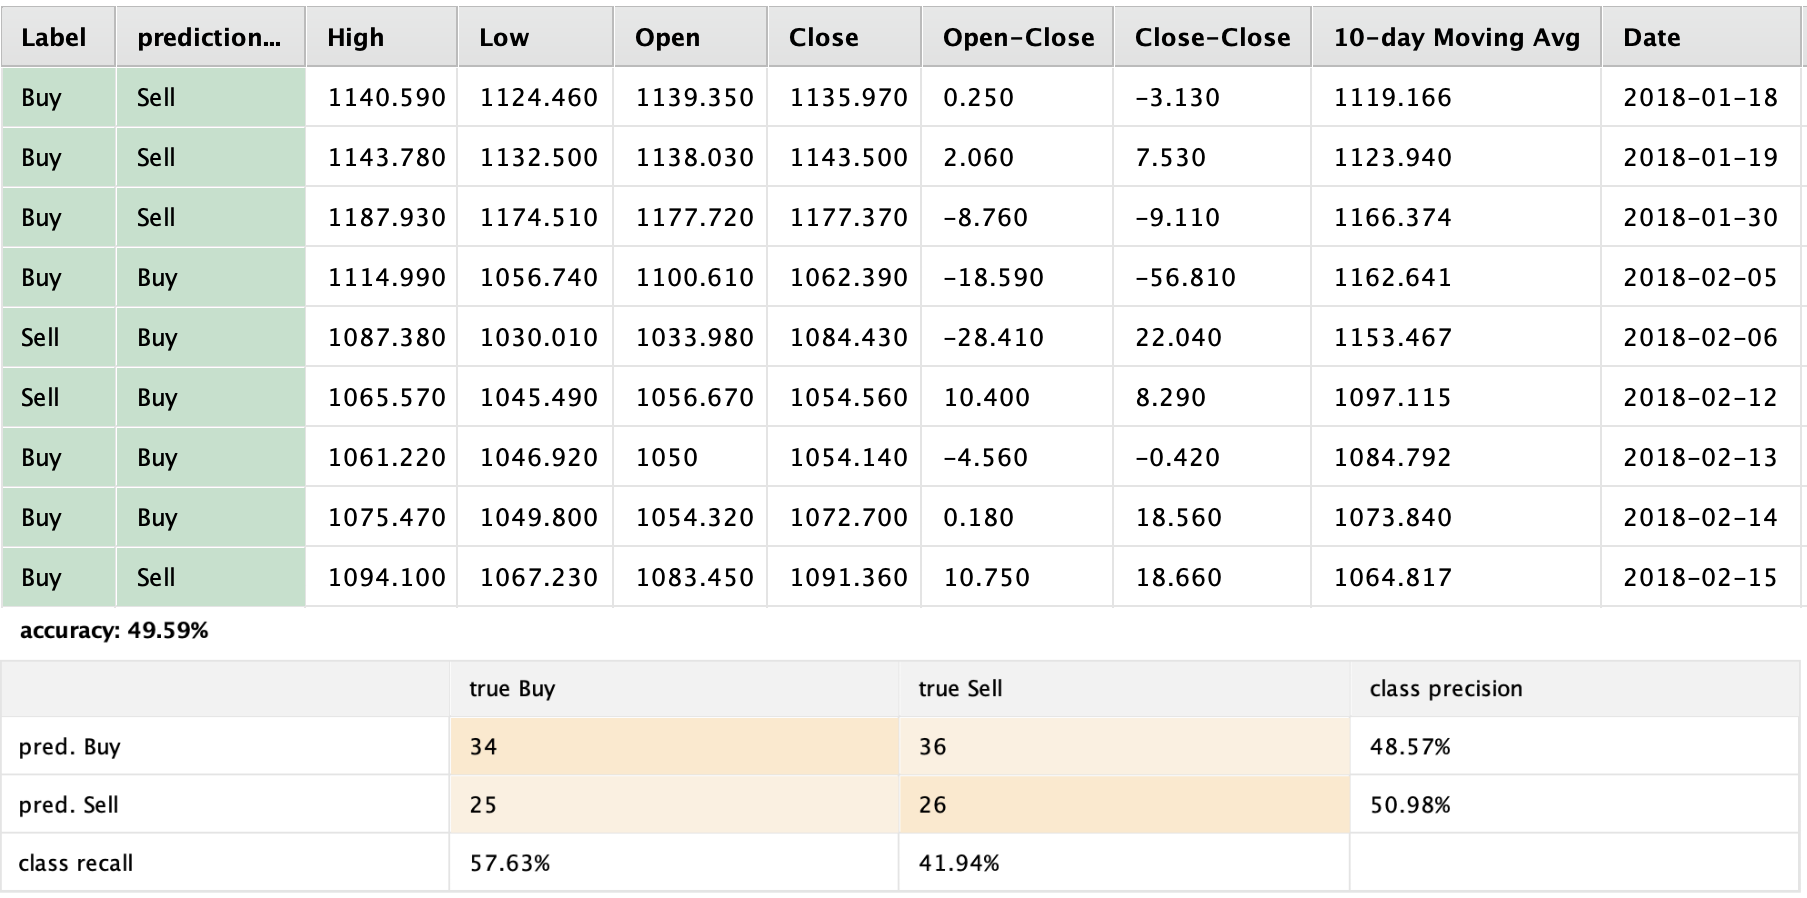 Label prediction... High Low Open Close Open-Close Close-Close 10-day Moving Avg Date
Buy Sell 1140.590 1124.460 1139.350 1135.970 0.250 -3.130 1119.166 2018-01-18
Buy Sell 1143.780 1132.500 1138.030 1143.500 2.060 7.530 1123.940 2018-01-19
Buy Sell 1187.930 1174.510 1177.720 1177.370 -8.760 -9.110 1166.374 2018-01-30
Buy Buy 1114.990 1056.740 1100.610 1062.390 -18.590 -56.810 1162.641 2018-02-05
Sell Buy 1087.380 1030.010 1033.980 1084.430 -28.410 22.040 1153.467 2018-02-06
Sell Buy 1065.570 1045.490 1056.670 1054.560 10.400 8.290 1097.115 2018-02-12
Buy Buy 1061.220 1046.920 1050 1054.140 -4.560 -0.420 1084.792 2018-02-13
Buy Buy 1075.470 1049.800 1054.320 1072.700 0.180 18.560 1073.840 2018-02-14
Buy Sell 1094.100 1067.230 1083.450 1091.360 10.750 18.660 1064.817 2018-02-15
accuracy: 49.59%
true Buy true Sell class precision
pred. Buy 34 36 48.57%
pred. Sell 25 26 50.98%
class recall 57.63% 41.94%